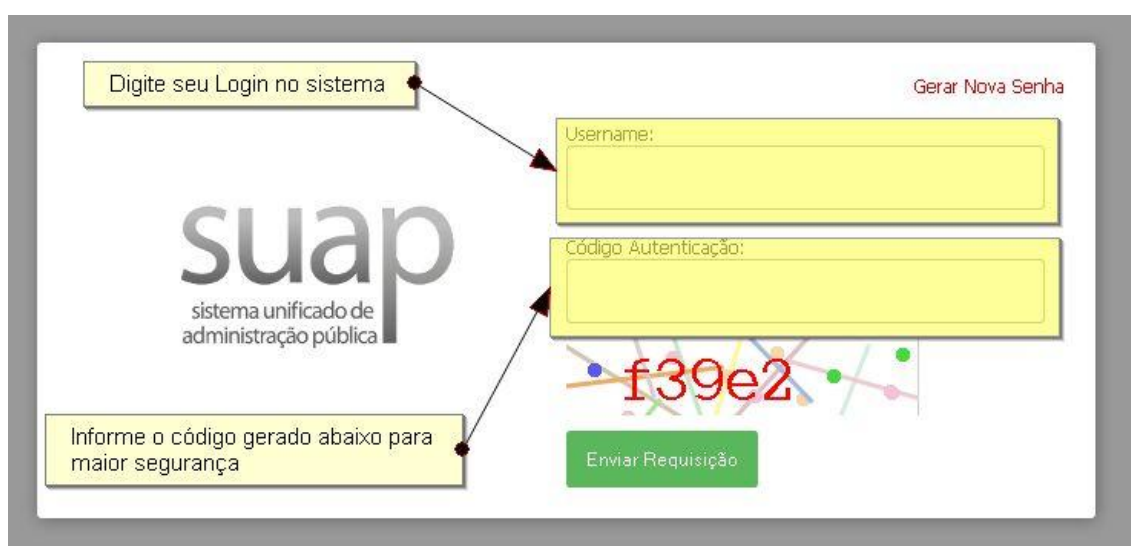 Digite seu Login no sistema
Gerar Nova Senha
Username:
suap
sistema unificado de
administração pública
Código Autenticação:
f39e2
Informe o código gerado abaixo para
maior segurança
Enviar Requisição